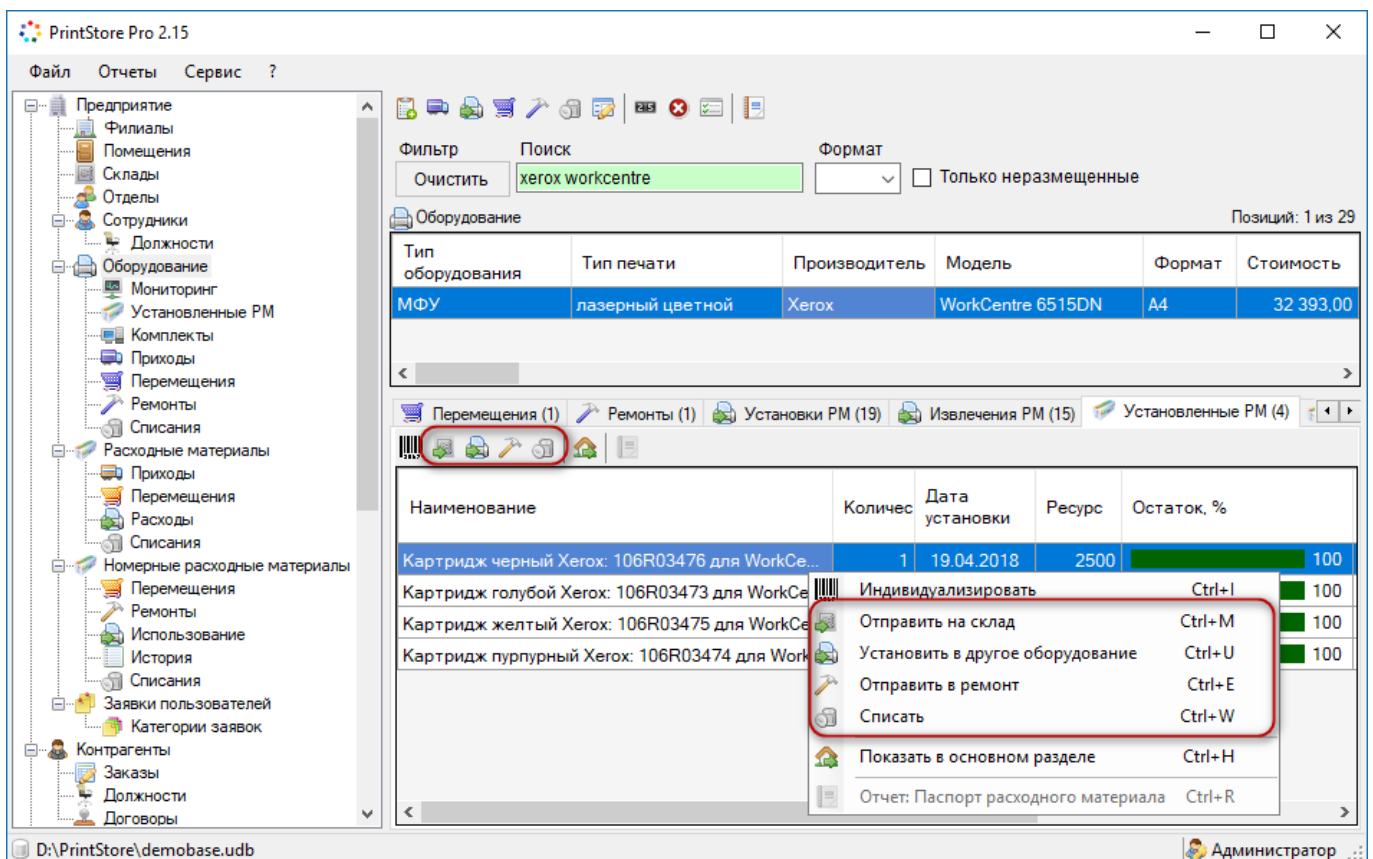 PrintStore Pro 2.15
Файл Отчеты Сервис ?
Предприятие
Филиалы
Помещения
Склады
Отделы
Сотрудники
Должности
Оборудование
Мониторинг
Установленные РМ
Комплекты
Приходы
Перемещения
Ремонты
Списания
Расходные материалы
Приходы
Перемещения
Расходы
Списания
Номерные расходные материалы
Перемещения
Ремонты
Использование
История
Списания
Заявки пользователей
Категории заявок
Контрагенты
Заказы
Должности
Договоры
Фильтр Поиск Формат
Очистить xerox workcentre Только неразмещенные
Оборудование Позиций: 1 из 29
Тип оборудования Тип печати Производитель Модель Формат Стоимость
МФУ лазерный цветной Xerox WorkCentre 6515DN A4 32 393,00
Перемещения (1) Ремонты (1) Установки РМ (19) Извлечения РМ (15) Установленные РМ (4)
Наименование Количес Дата установки Ресурс Остаток, %
Картридж черный Xerox: 106R03476 для WorkCe... 1 19.04.2018 2500 100
Картридж голубой Xerox: 106R03473 для WorkCe 100
Картридж желтый Xerox: 106R03475 для WorkCe 100
Картридж пурпурный Xerox: 106R03474 для Work 100
Индивидуализировать Ctrl+I
Отправить на склад Ctrl+M
Установить в другое оборудование Ctrl+U
Отправить в ремонт Ctrl+E
Списать Ctrl+W
Показать в основном разделе Ctrl+H
Отчет: Паспорт расходного материала Ctrl+R
D:\PrintStore\demobase.udb Администратор